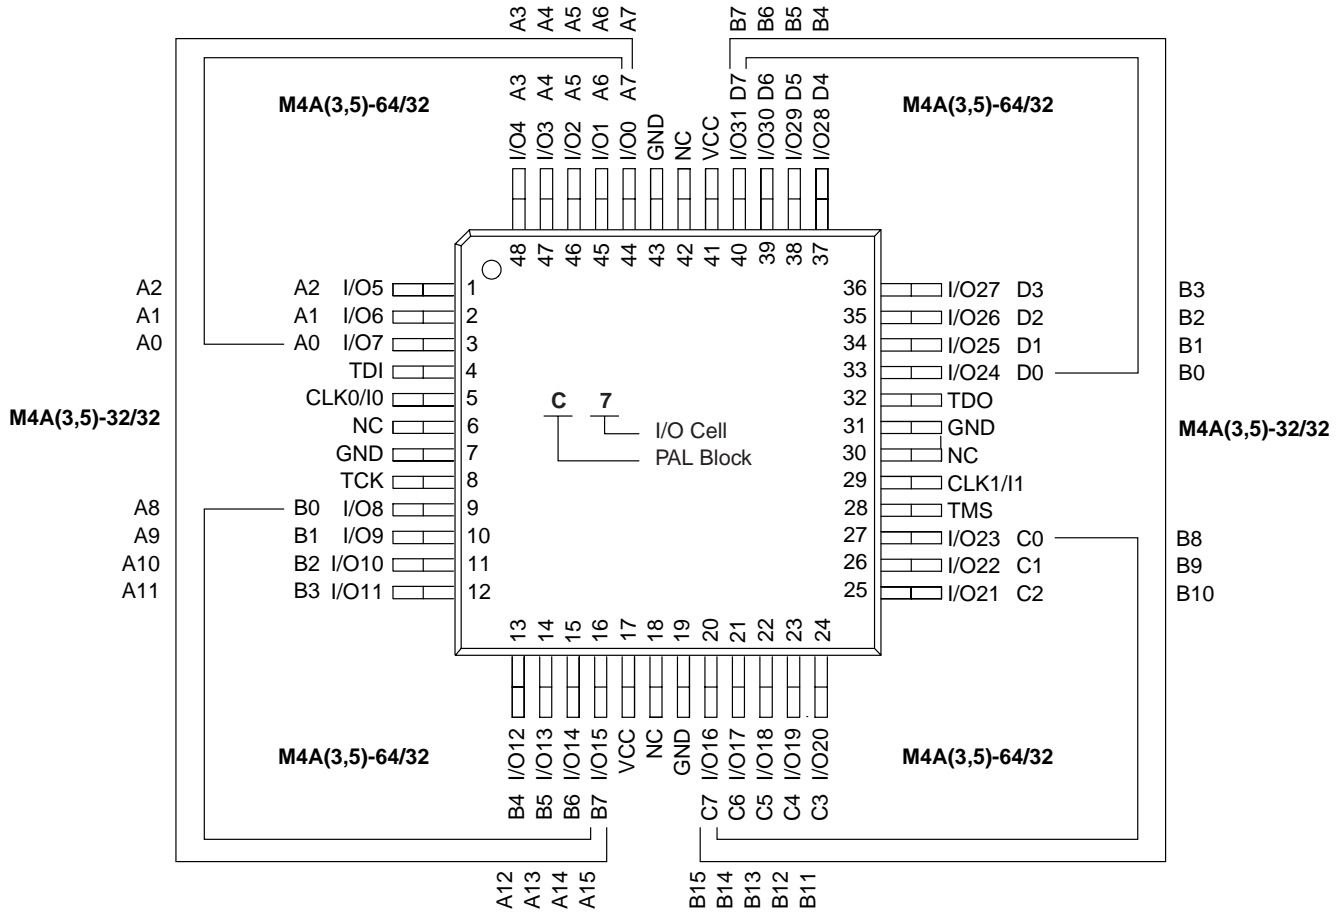 A3 A4 A5 A6 A7 B7 B6 B5 B4
A3 A4 A5 A6 A7 D7 D6 D5 D4
M4A(3,5)-64/32 M4A(3,5)-64/32
I/O4 I/O3 I/O2 I/O1 I/O0 GND NC VCC I/O31 I/O30 I/O29 I/O28
48 47 46 45 44 43 42 41 40 39 38 37
A2 A2 I/O5 1 36 I/O27 D3 B3
A1 A1 I/O6 2 35 I/O26 D2 B2
A0 A0 I/O7 3 34 I/O25 D1 B1
TDI 4 33 I/O24 D0 B0
CLK0/I0 5 32 TDO
M4A(3,5)-32/32 NC 6 31 GND M4A(3,5)-32/32
GND 7 30 NC
TCK 8 29 CLK1/I1
A8 B0 I/O8 9 28 TMS
A9 B1 I/O9 10 27 I/O23 C0 B8
A10 B2 I/O10 11 26 I/O22 C1 B9
A11 B3 I/O11 12 25 I/O21 C2 B10
C 7
I/O Cell
PAL Block
13 14 15 16 17 18 19 20 21 22 23 24
I/O12 I/O13 I/O14 I/O15 VCC NC GND I/O16 I/O17 I/O18 I/O19 I/O20
M4A(3,5)-64/32 M4A(3,5)-64/32
B4 B5 B6 B7 C7 C6 C5 C4 C3
A12 A13 A14 A15 B15 B14 B13 B12 B11